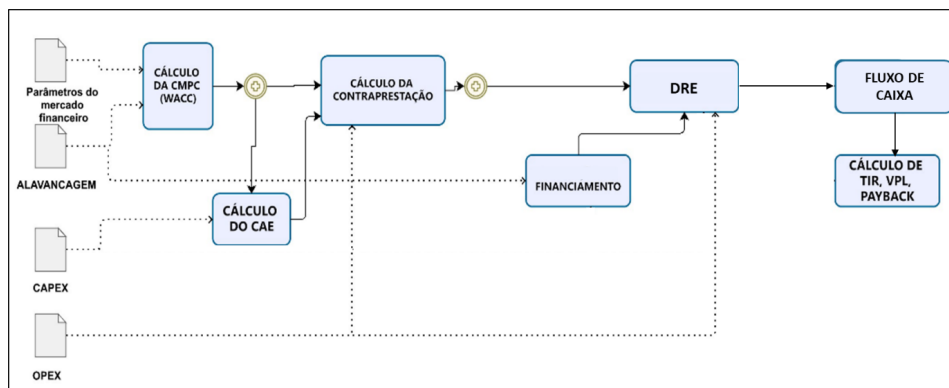 Parâmetros do
mercado
financeiro
ALAVANCAGEM
CAPEX
OPEX
CÁLCULO
DA CMPC
(WACC)
CÁLCULO
DO CAE
CÁLCULO DA
CONTRAPRESTAÇÃO
FINANCIAMENTO
DRE
FLUXO DE
CAIXA
CÁLCULO DE
TIR, VPL,
PAYBACK